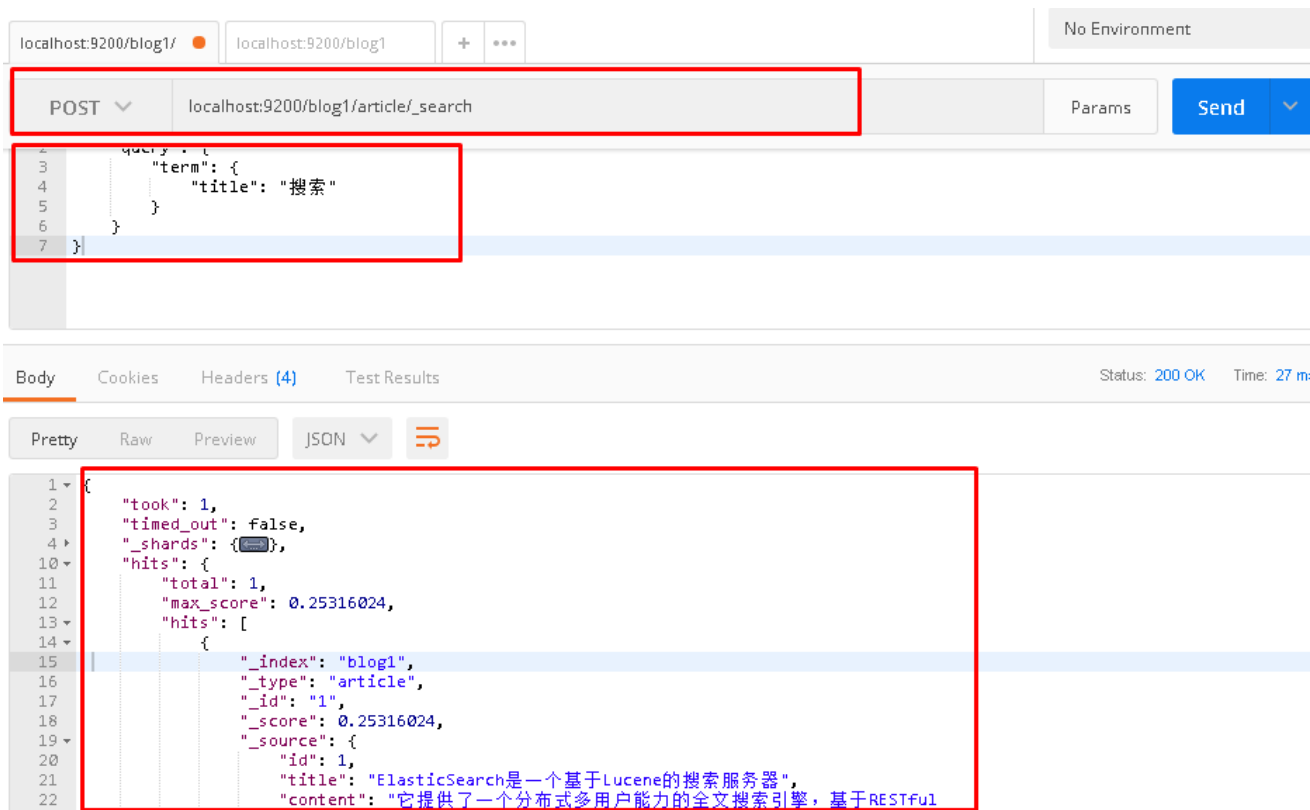 localhost:9200/blog1/
localhost:9200/blog1
+
•••
No Environment
POST
localhost:9200/blog1/article/_search
Params
Send
2 "query": {
3 "term": {
4 "title": "搜索"
5 }
6 }
7 }
Body Cookies Headers (4) Test Results
Status: 200 OK Time: 27
Pretty Raw Preview JSON
1 {
2 "took": 1,
3 "timed_out": false,
4 "_shards": {},
10 "hits": {
11 "total": 1,
12 "max_score": 0.25316024,
13 "hits": [
14 {
15 "_index": "blog1",
16 "_type": "article",
17 "_id": "1",
18 "_score": 0.25316024,
19 "_source": {
20 "id": 1,
21 "title": "ElasticSearch是一个基于Lucene的搜索服务器",
22 "content": "它提供了一个分布式多用户能力的全文搜索引擎，基于RESTful